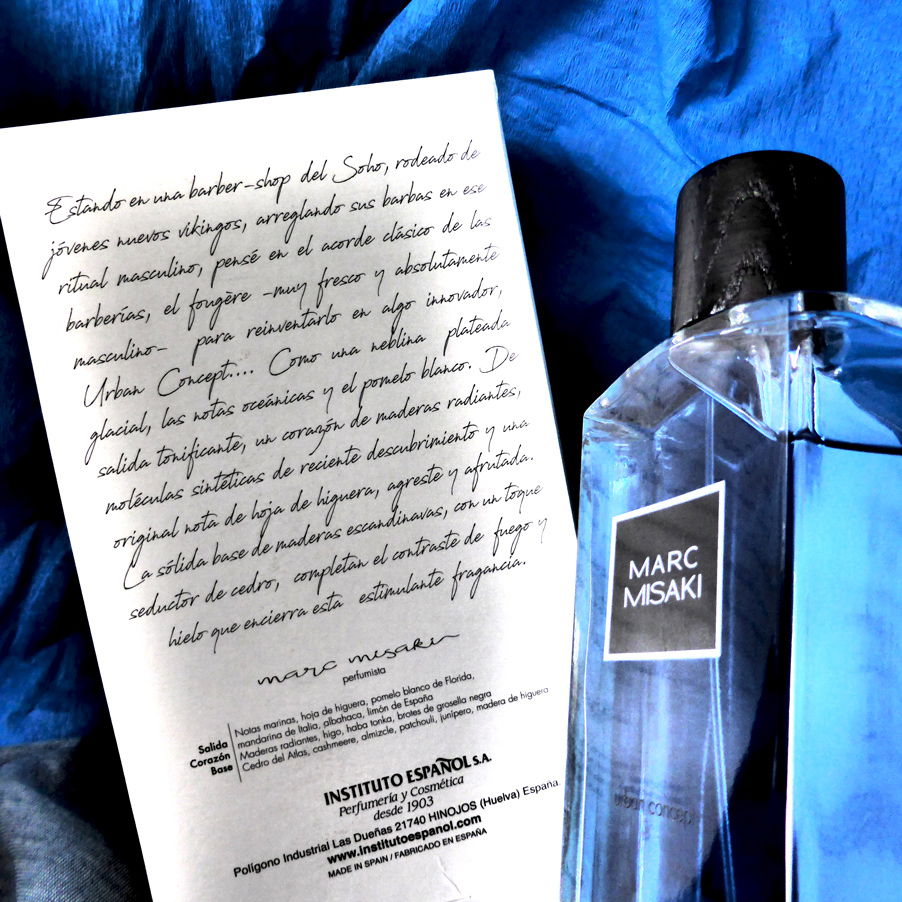 Estando en una barber-shop del Soho, rodeado de
jóvenes nuevos vikingos, arreglando sus barbas en ese
ritual masculino, pensé en el acorde clásico de las
barberías, el fougère -muy fresco y absolutamente
masculino- para reinventarlo en algo innovador,
Urban Concept.... Como una neblina plateada
glacial, las notas oceánicas y el pomelo blanco. De
salida tonificante, un corazón de maderas radiantes,
moléculas sintéticas de reciente descubrimiento y una
original nota de hoja de higuera, agreste y afrutada.
La sólida base de maderas escandinavas, con un toque
seductor de cedro, completan el contraste de fuego y
hielo que encierra esta estimulante fragancia.
marc misaki
perfumista
Salida Notas marinas, hoja de higuera, pomelo blanco de Florida,
mandarina de Italia, albahaca, limón de España
Corazón Maderas radiantes, higo, haba tonka, brotes de grosella negra
Base Cedro del Atlas, cashmeere, almizcle, patchouli, junípero, madera de higuera
INSTITUTO ESPAÑOL S.A.
Perfumería y Cosmética
desde 1903
Polígono Industrial Las Dueñas 21740 HINOJOS (Huelva) España
www.institutoespanol.com
MADE IN SPAIN / FABRICADO EN ESPAÑA
MARC
MISAKI
urban concept